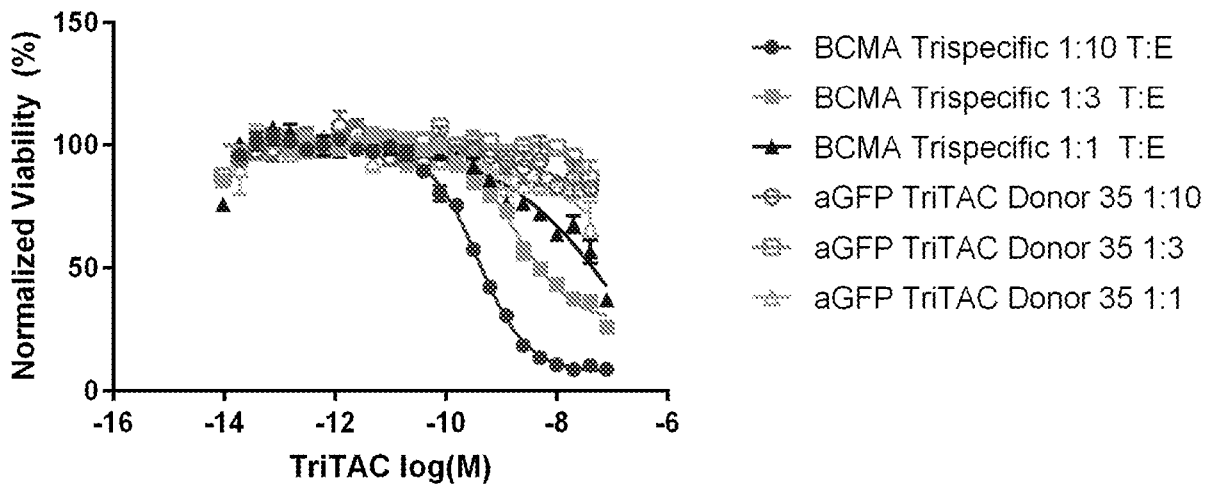 150
100
50
0
Normalized Viability (%)
-16 -14 -12 -10 -8 -6
TriTAC log(M)
BCMA Trispecific 1:10 T:E
BCMA Trispecific 1:3 T:E
BCMA Trispecific 1:1 T:E
aGFP TriTAC Donor 35 1:10
aGFP TriTAC Donor 35 1:3
aGFP TriTAC Donor 35 1:1